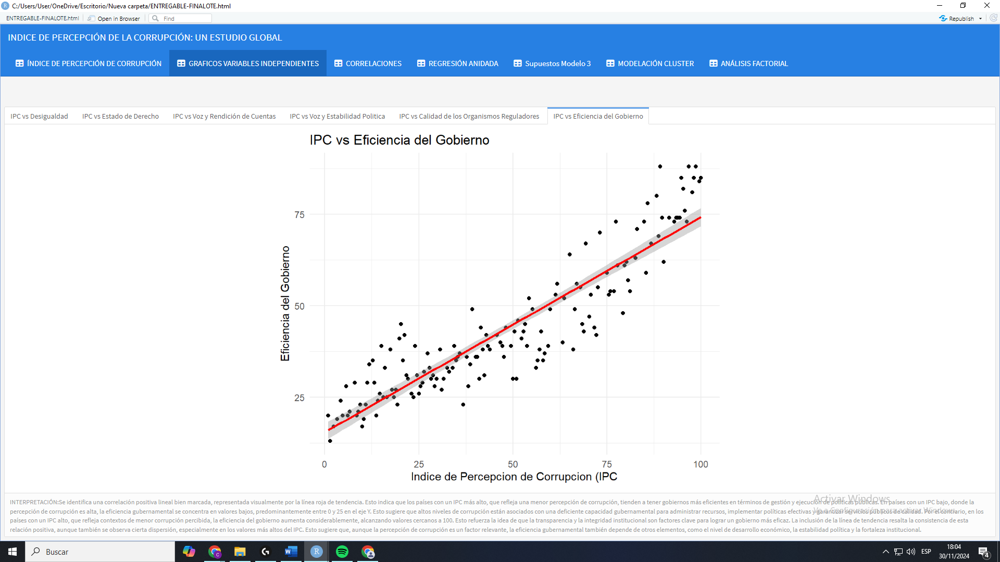 C:/Users/User/OneDrive/Escritorio/Nueva carpeta/ENTREGABLE-FINALOTE.html
ENTREGABLE-FINALOTE.html Open in Browser Find Republish
INDICE DE PERCEPCIÓN DE LA CORRUPCIÓN: UN ESTUDIO GLOBAL
ÍNDICE DE PERCEPCIÓN DE CORRUPCIÓN GRAFICOS VARIABLES INDEPENDIENTES CORRELACIONES REGRESIÓN ANIDADA Supuestos Modelo 3 MODELACIÓN CLUSTER ANÁLISIS FACTORIAL
IPC vs Desigualdad IPC vs Estado de Derecho IPC vs Voz y Rendición de Cuentas IPC vs Voz y Estabilidad Politica IPC vs Calidad de los Organismos Reguladores IPC vs Eficiencia del Gobierno
IPC vs Eficiencia del Gobierno
75
50
25
Eficiencia del Gobierno
0 25 50 75 100
Indice de Percepcion de Corrupcion (IPC
INTERPRETACIÓN:Se identifica una correlación positiva lineal bien marcada, representada visualmente por la línea roja de tendencia. Esto indica que los países con un IPC más alto, que refleja una menor percepción de corrupción, tienden a tener gobiernos más eficientes en términos de gestión y ejecución de políticas públicas. En países con un IPC bajo, donde la
percepción de corrupción es alta, la eficiencia gubernamental se concentra en valores bajos, predominantemente entre 0 y 25 en el eje Y. Esto sugiere que altos niveles de corrupción están asociados con una deficiente capacidad gubernamental para administrar recursos, implementar políticas efectivas y garantizar servicios públicos de calidad. Por el contrario, en los
países con un IPC alto, que refleja contextos de menor corrupción percibida, la eficiencia del gobierno aumenta considerablemente, alcanzando valores cercanos a 100. Esto refuerza la idea de que la transparencia y la integridad institucional son factores clave para lograr un gobierno más eficaz. La inclusión de la línea de tendencia resalta la consistencia de esta
relación positiva, aunque también se observa cierta dispersión, especialmente en los valores más altos del IPC. Esto sugiere que, aunque la percepción de corrupción es un factor relevante, la eficiencia gubernamental también depende de otros elementos, como el nivel de desarrollo económico, la estabilidad política y la fortaleza institucional.
Activar Windows
Ve a Configuración para activar Windows.
Buscar
ESP
18:04
30/11/2024
4